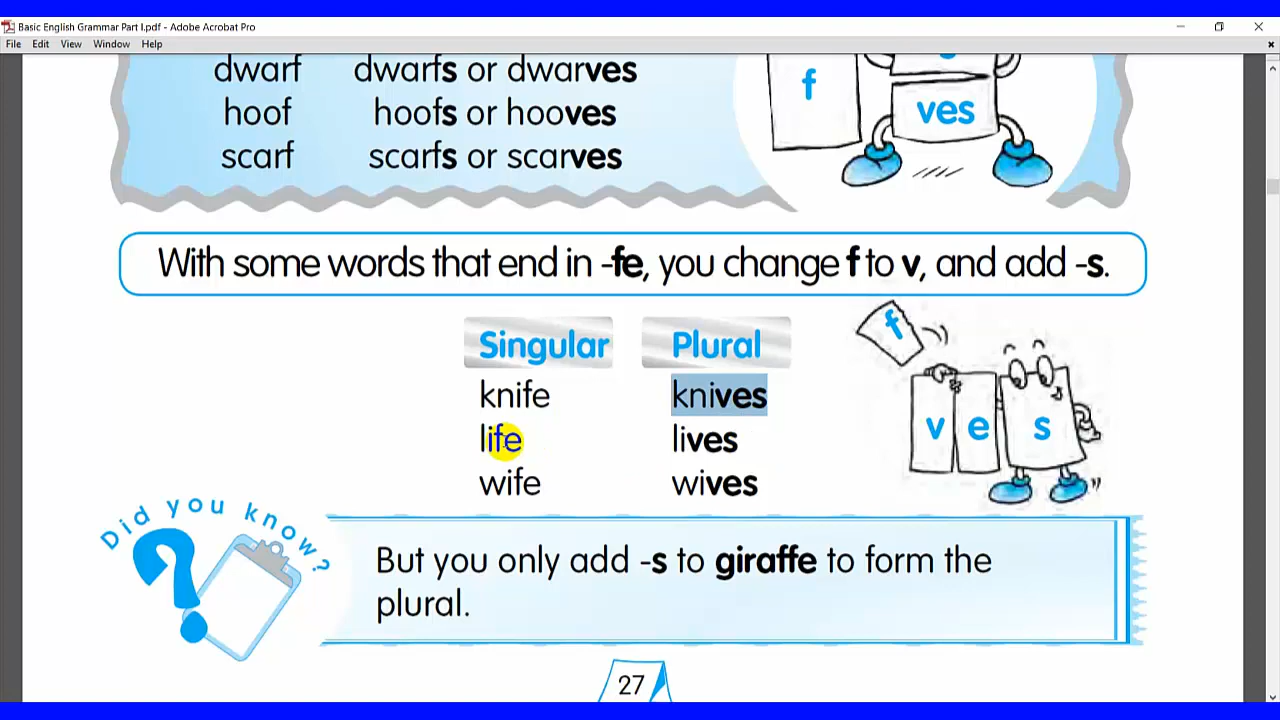 Basic English Grammar Part I.pdf - Adobe Acrobat Pro
File Edit View Window Help
dwarf dwarfs or dwarves
hoof hoofs or hooves
scarf scarfs or scarves
f
ves
With some words that end in -fe, you change f to v, and add -s.
Singular Plural
knife knives
life lives
wife wives
f
v e s
Did you know?
But you only add -s to giraffe to form the
plural.
27